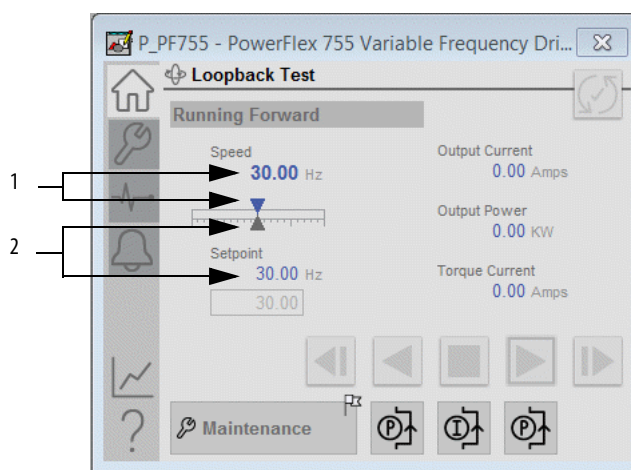 P_PF755 - PowerFlex 755 Variable Frequency Dri...
Loopback Test
Running Forward
Speed
30.00 Hz
Output Current
0.00 Amps
1
Output Power
0.00 KW
2
Setpoint
30.00 Hz
30.00
Torque Current
0.00 Amps
?
Maintenance
P
I
P